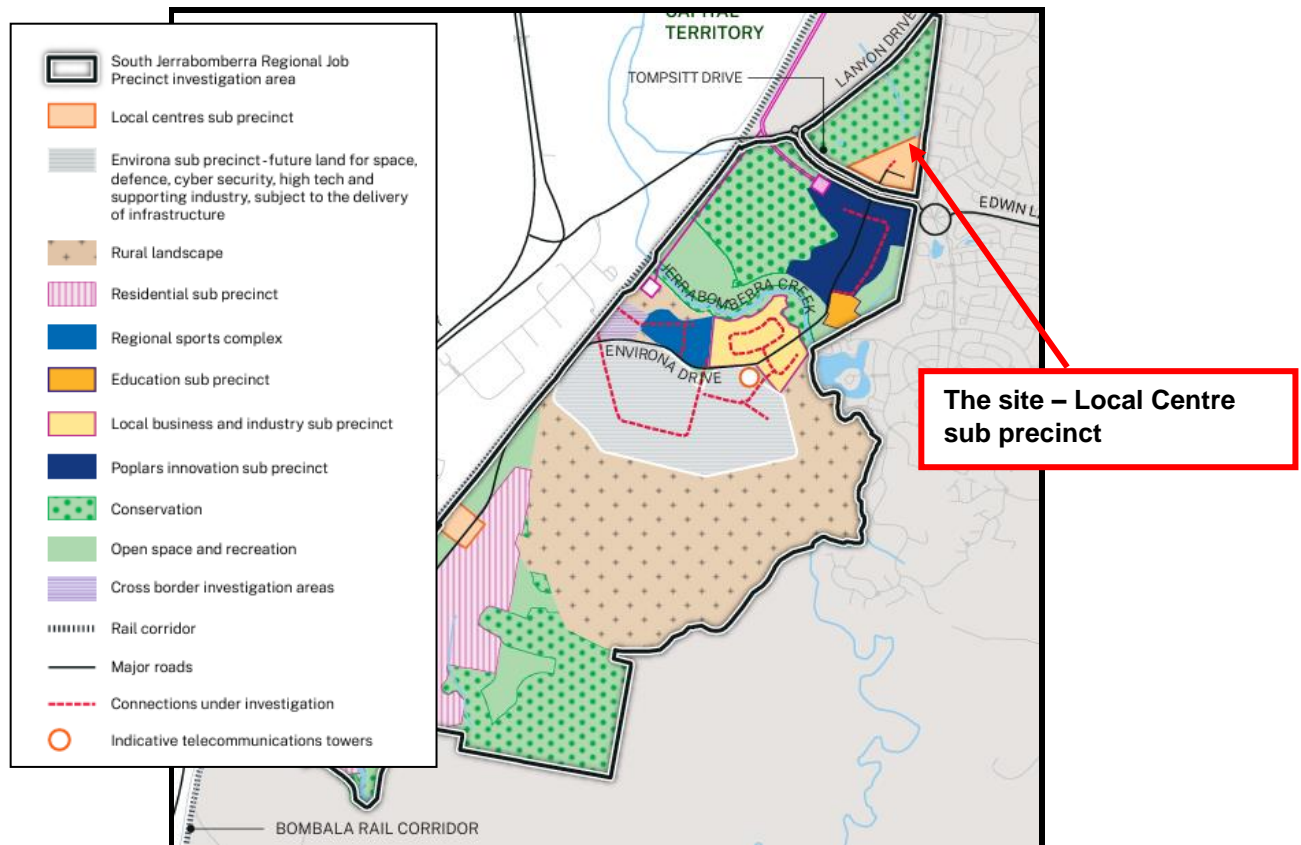 South Jerrabomberra Regional Job
Precinct investigation area
Local centres sub precinct
Environa sub precinct - future land for space,
defence, cyber security, high tech and
supporting industry, subject to the delivery
of infrastructure
Rural landscape
Residential sub precinct
Regional sports complex
Education sub precinct
Local business and industry sub precinct
Poplars innovation sub precinct
Conservation
Open space and recreation
Cross border investigation areas
Rail corridor
Major roads
Connections under investigation
Indicative telecommunications towers
CAPITAL
TERRITORY
TOMPSITT DRIVE
LANYON DRIVE
EDWIN
JERRABOMBERRA CREEK
ENVIRONA DRIVE
The site – Local Centre
sub precinct
BOMBALA RAIL CORRIDOR